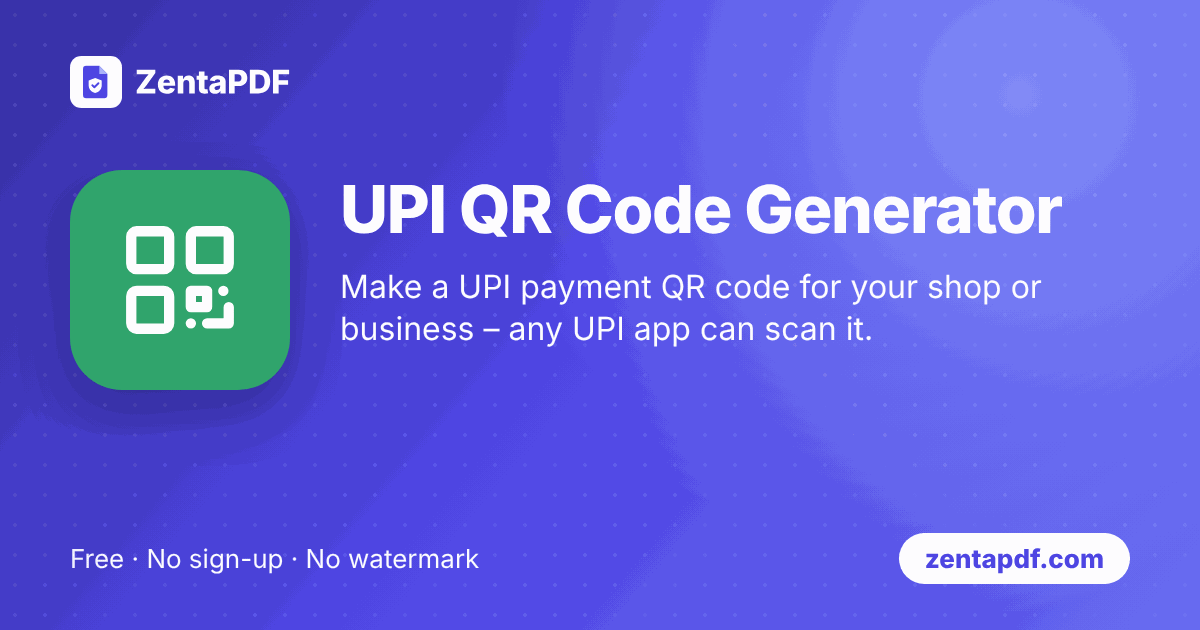 ZentaPDF
UPI QR Code Generator
Make a UPI payment QR code for your shop or
business – any UPI app can scan it.
Free · No sign-up · No watermark
zentapdf.com